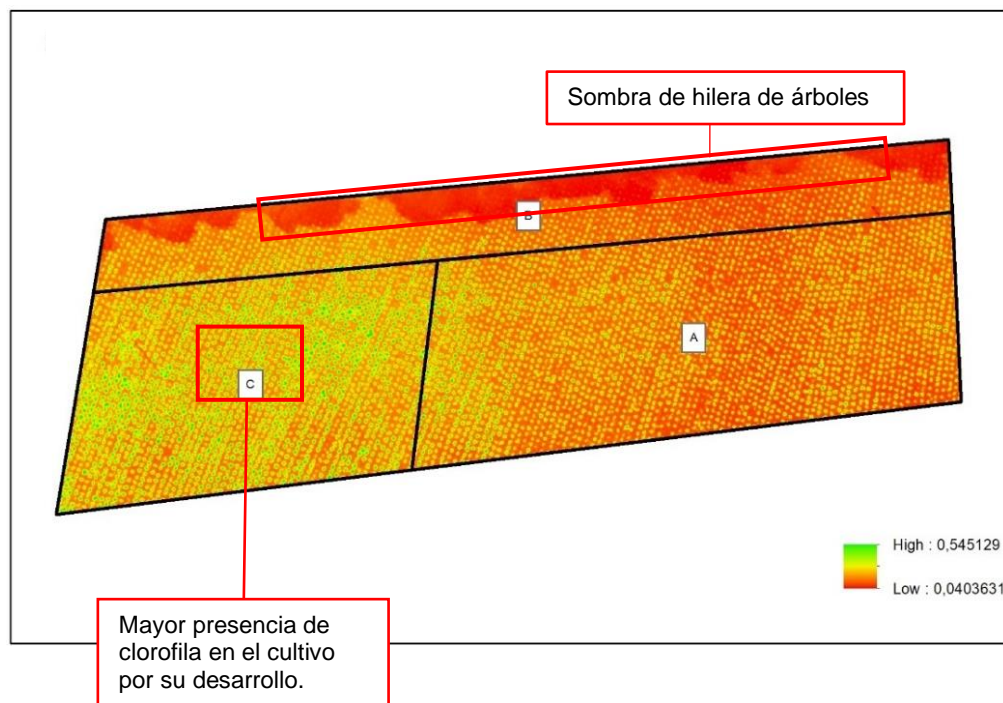 Sombra de hilera de árboles
B
A
C
High : 0,545129
Low : 0,0403631
Mayor presencia de
clorofila en el cultivo
por su desarrollo.